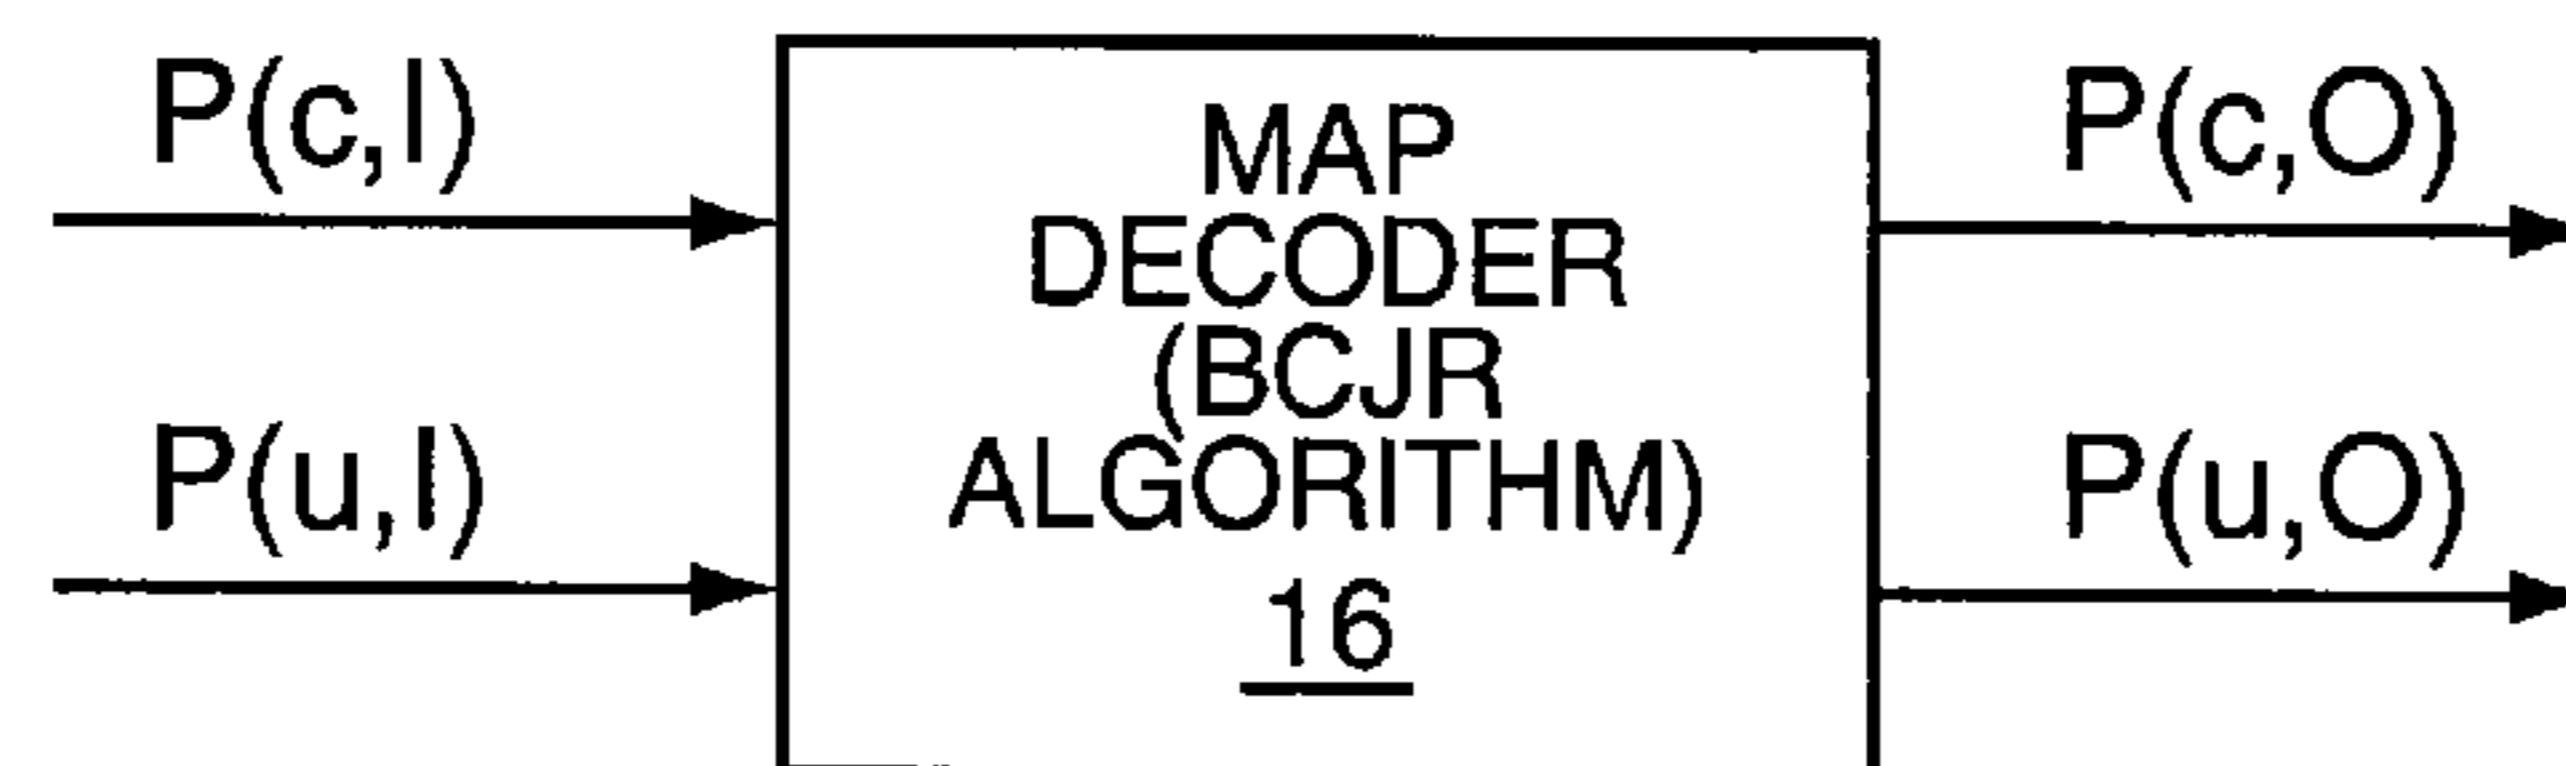 P(c,I)
P(u,I)
MAP
DECODER
(BCJR
ALGORITHM)
16
P(c,O)
P(u,O)